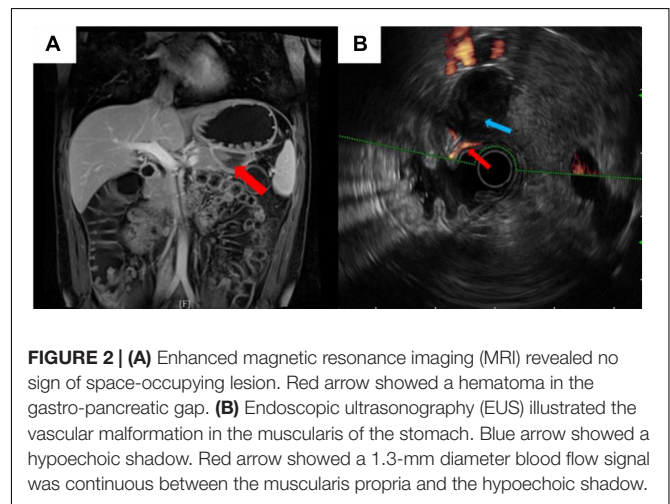 A
B
[F]
FIGURE 2 | (A) Enhanced magnetic resonance imaging (MRI) revealed no
sign of space-occupying lesion. Red arrow showed a hematoma in the
gastro-pancreatic gap. (B) Endoscopic ultrasonography (EUS) illustrated the
vascular malformation in the muscularis of the stomach. Blue arrow showed a
hypoechoic shadow. Red arrow showed a 1.3-mm diameter blood flow signal
was continuous between the muscularis propria and the hypoechoic shadow.